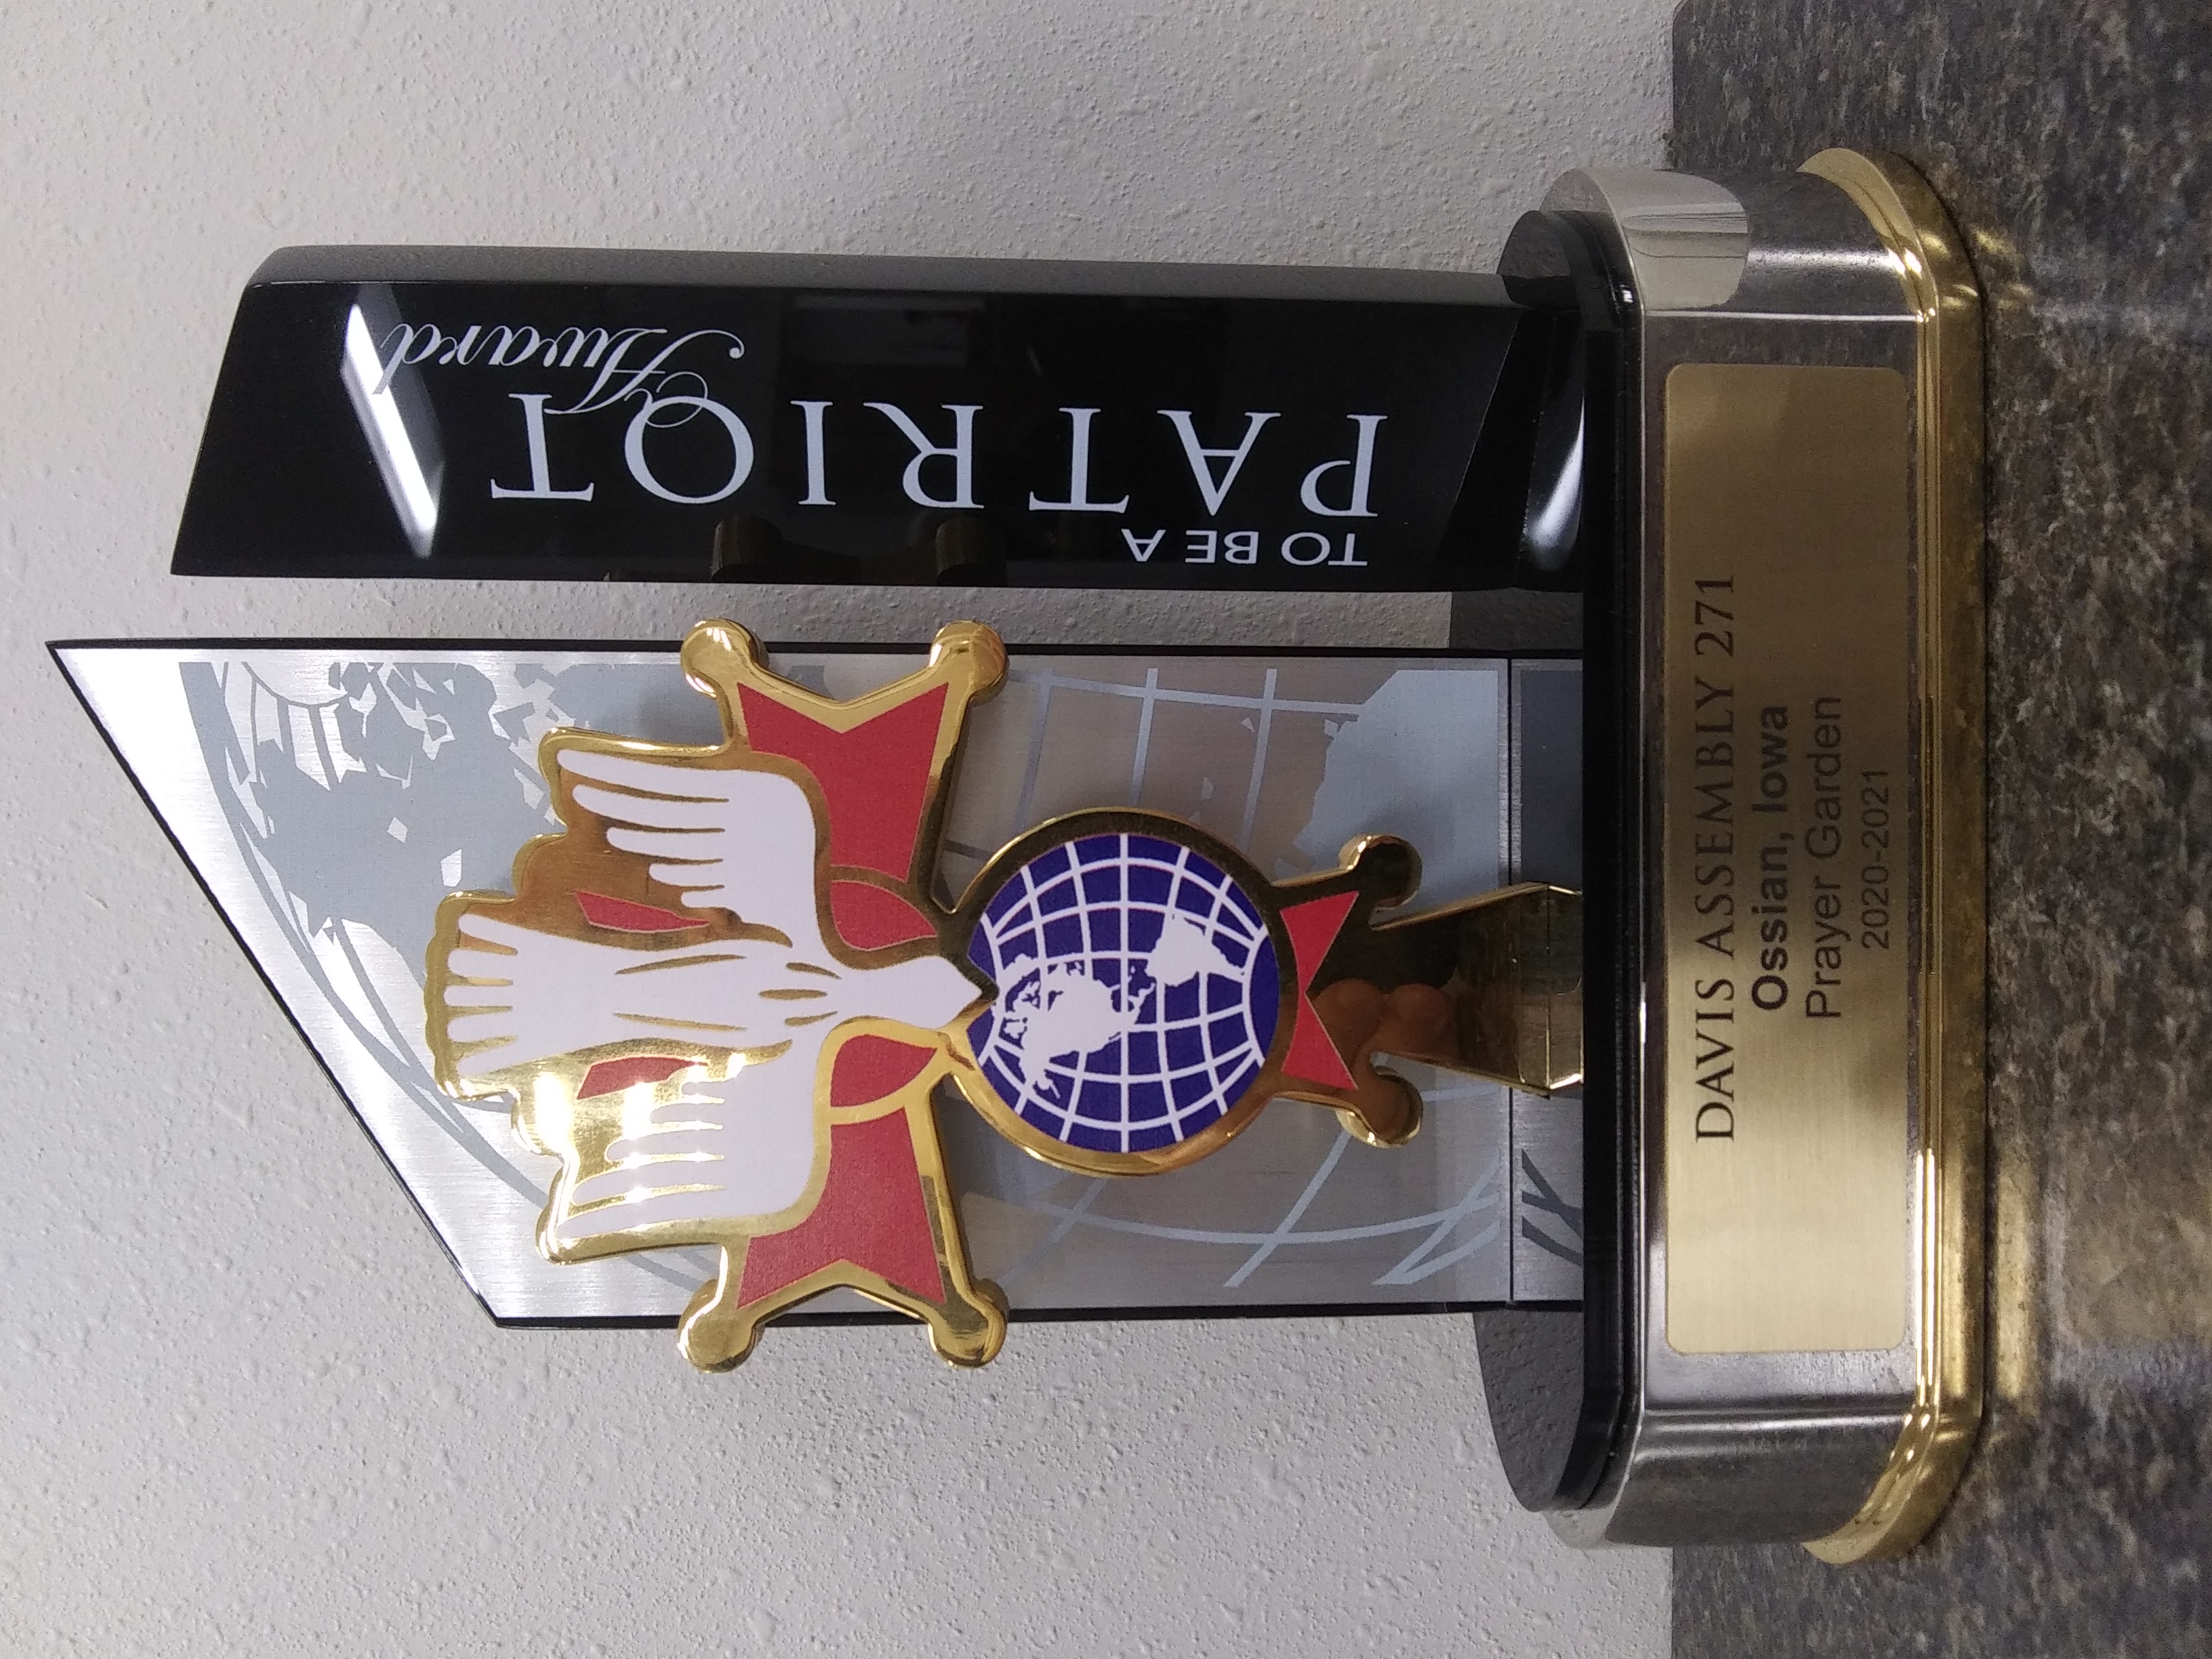 TO BE A
PATRIOT
Award
DAVIS ASSEMBLY 271
Ossian, Iowa
Prayer Garden
2020-2021